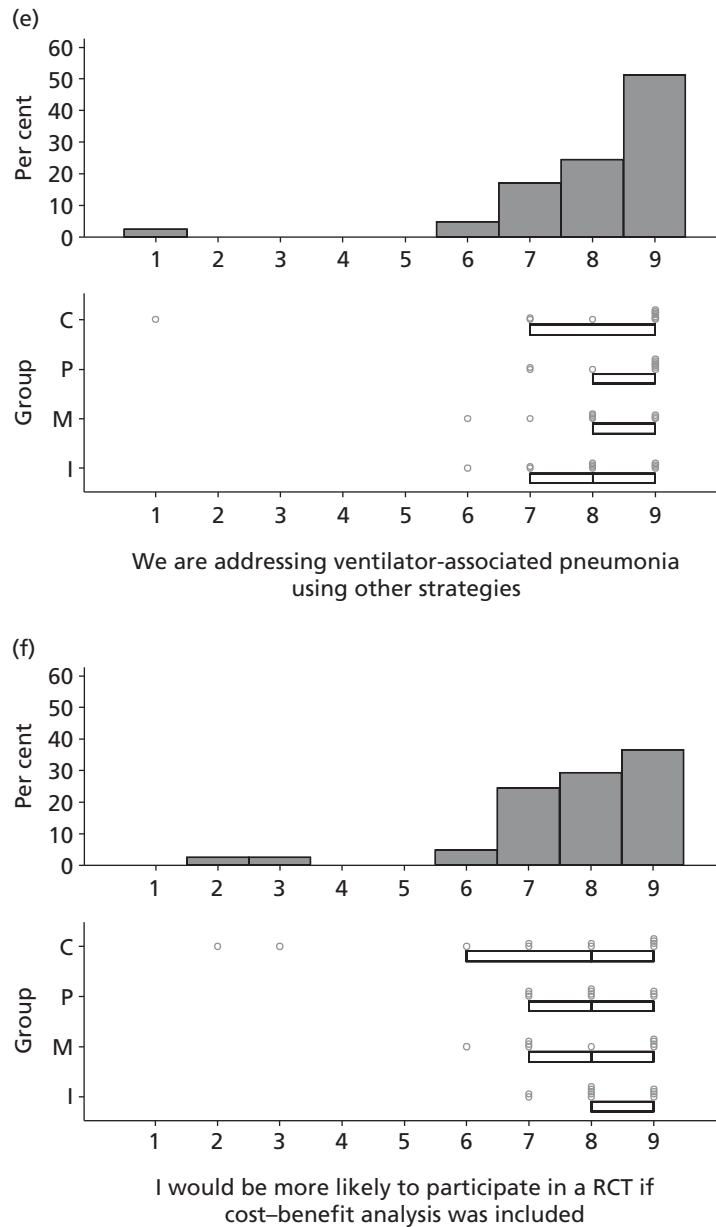 (e)
60
50
40
30
20
10
0
Per cent
1 2 3 4 5 6 7 8 9
C
P
M
I
Group
1 2 3 4 5 6 7 8 9
We are addressing ventilator-associated pneumonia
using other strategies
(f)
60
50
40
30
20
10
0
Per cent
1 2 3 4 5 6 7 8 9
C
P
M
I
Group
1 2 3 4 5 6 7 8 9
I would be more likely to participate in a RCT if
cost–benefit analysis was included